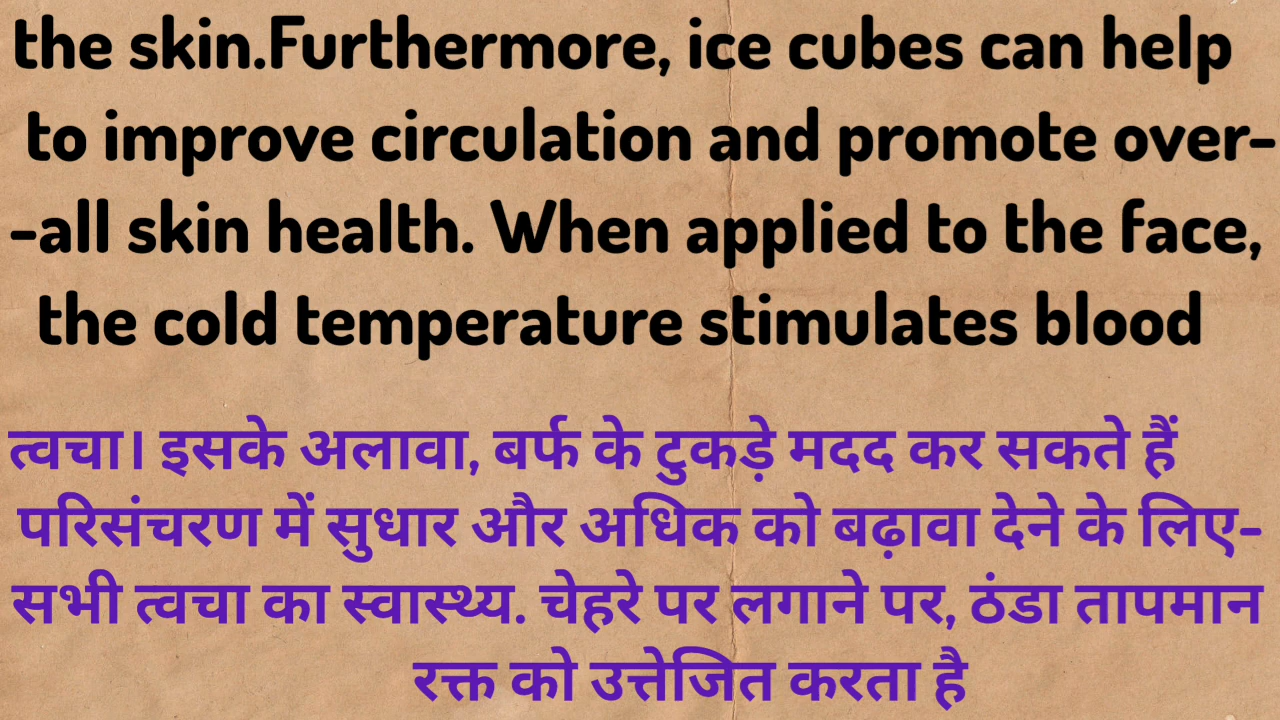 the skin.Furthermore, ice cubes can help
to improve circulation and promote over-
-all skin health. When applied to the face,
the cold temperature stimulates blood
त्वचा। इसके अलावा, बर्फ के टुकड़े मदद कर सकते हैं
परिसंचरण में सुधार और अधिक को बढ़ावा देने के लिए-
सभी त्वचा का स्वास्थ्य. चेहरे पर लगाने पर, ठंडा तापमान
रक्त को उत्तेजित करता है